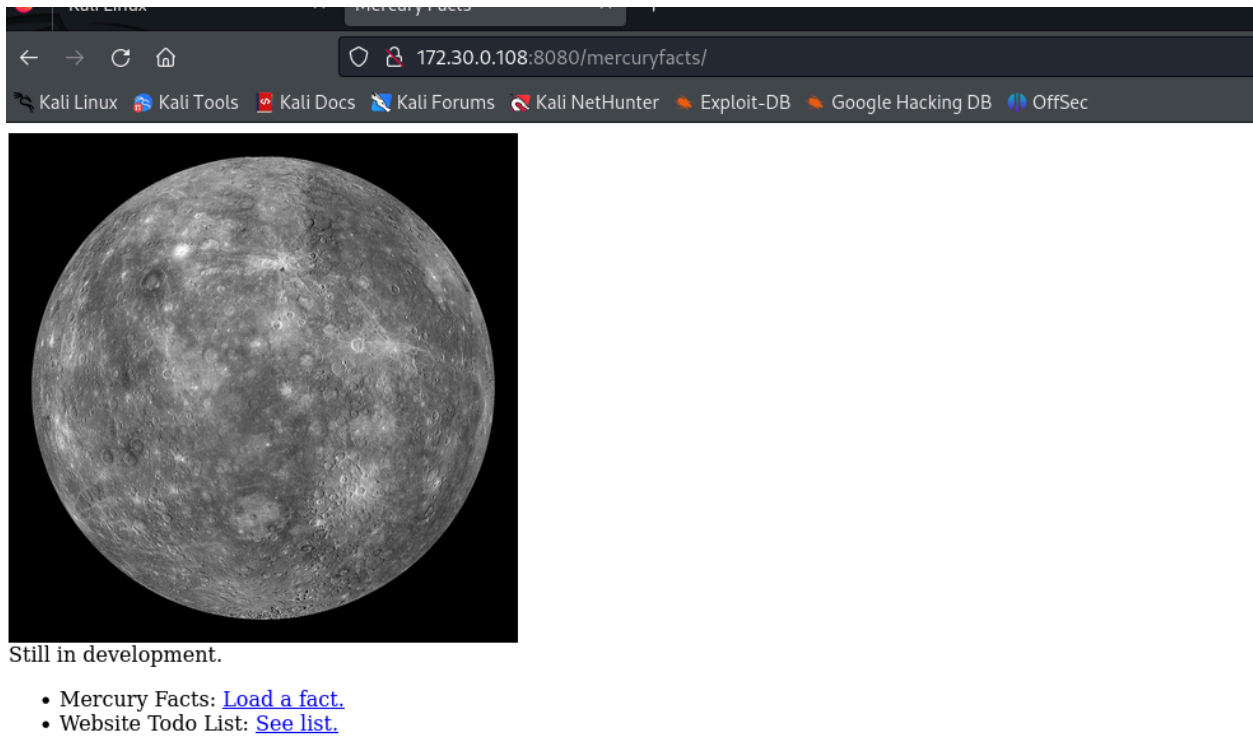 Kali Linux
Mercury Facts
172.30.0.108:8080/mercuryfacts/
Kali Linux Kali Tools Kali Docs Kali Forums Kali NetHunter Exploit-DB Google Hacking DB OffSec
Still in development.
• Mercury Facts: Load a fact.
• Website Todo List: See list.